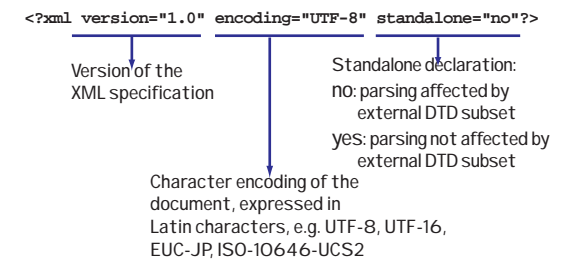 <?xml version="1.0" encoding="UTF-8" standalone="no"?>
Version of the
XML specification
Standalone declaration:
no: parsing affected by
external DTD subset
yes: parsing not affected by
external DTD subset
Character encoding of the
document, expressed in
Latin characters, e.g. UTF-8, UTF-16,
EUC-JP, ISO-10646-UCS2